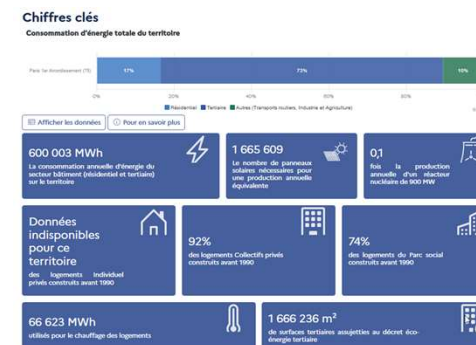 Chiffres clés
Consommation d'énergie totale du territoire
Paris 1er Arrondissement (75)
17%
73%
10%
0%
20%
40%
60%
80%
Résidentiel Tertiaire Autres (Transports routiers, Industrie et Agriculture)
Afficher les données
Pour en savoir plus
600 003 MWh
La consommation annuelle d'énergie du
secteur bâtiment (résidentiel et tertiaire)
sur le territoire
1 665 609
Le nombre de panneaux
solaires nécessaires pour
une production annuelle
équivalente
0,1
fois la production
annuelle d'un réacteur
nucléaire de 900 MW
Données
indisponibles
pour ce
territoire
des logements Individuel
privés construits avant 1990
92%
des logements Collectifs privés
construits avant 1990
74%
des logements du Parc social
construits avant 1990
66 623 MWh
utilisés pour le chauffage des logements
1 666 236 m²
de surfaces tertiaires assujetties au décret éco-
énergie tertiaire